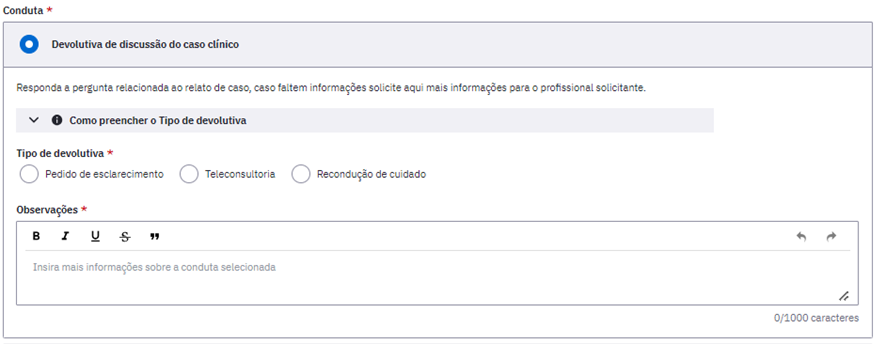 Conduta *
Devolutiva de discussão do caso clínico
Responda a pergunta relacionada ao relato de caso, caso faltem informações solicite aqui mais informações para o profissional solicitante.
Como preencher o Tipo de devolutiva
Tipo de devolutiva *
Pedido de esclarecimento Teleconsultoria Recondução de cuidado
Observações *
B I U S ”
Insira mais informações sobre a conduta selecionada
0/1000 caracteres